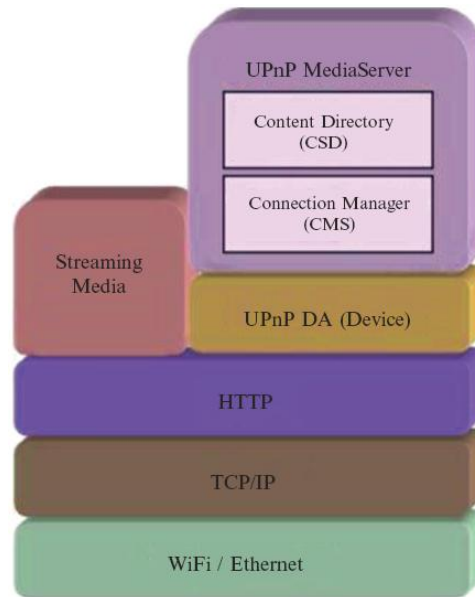 UPnP MediaServer
Content Directory
(CSD)
Connection Manager
(CMS)
Streaming
Media
UPnP DA (Device)
HTTP
TCP/IP
WiFi / Ethernet